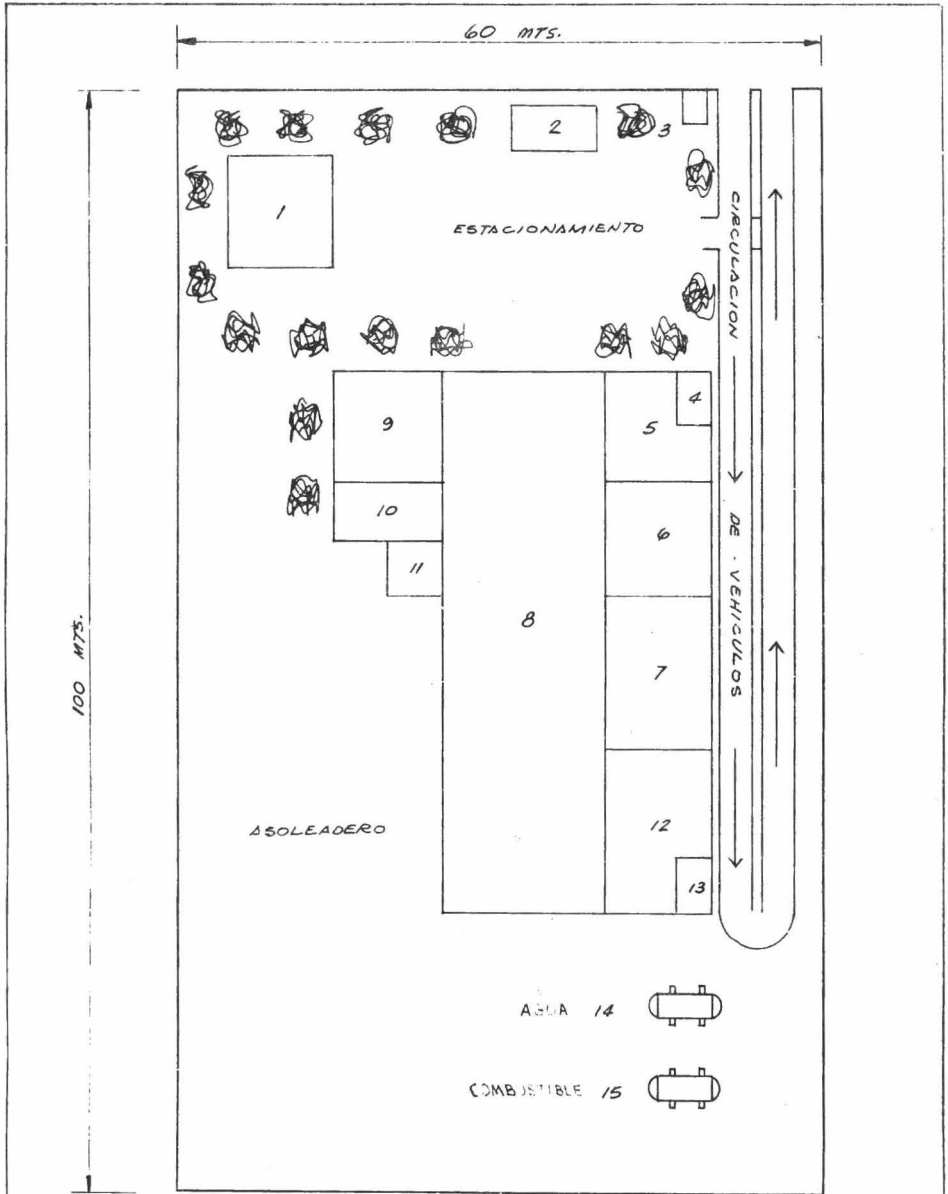 60 MTS.
2
3
1
ESTACIONAMIENTO
CIRCULACION DE · VEHICULOS
4
9
5
10
6
11
8
7
100 MTS.
ASOLEADERO
12
13
AGUA 14
COMBUSTIBLE 15